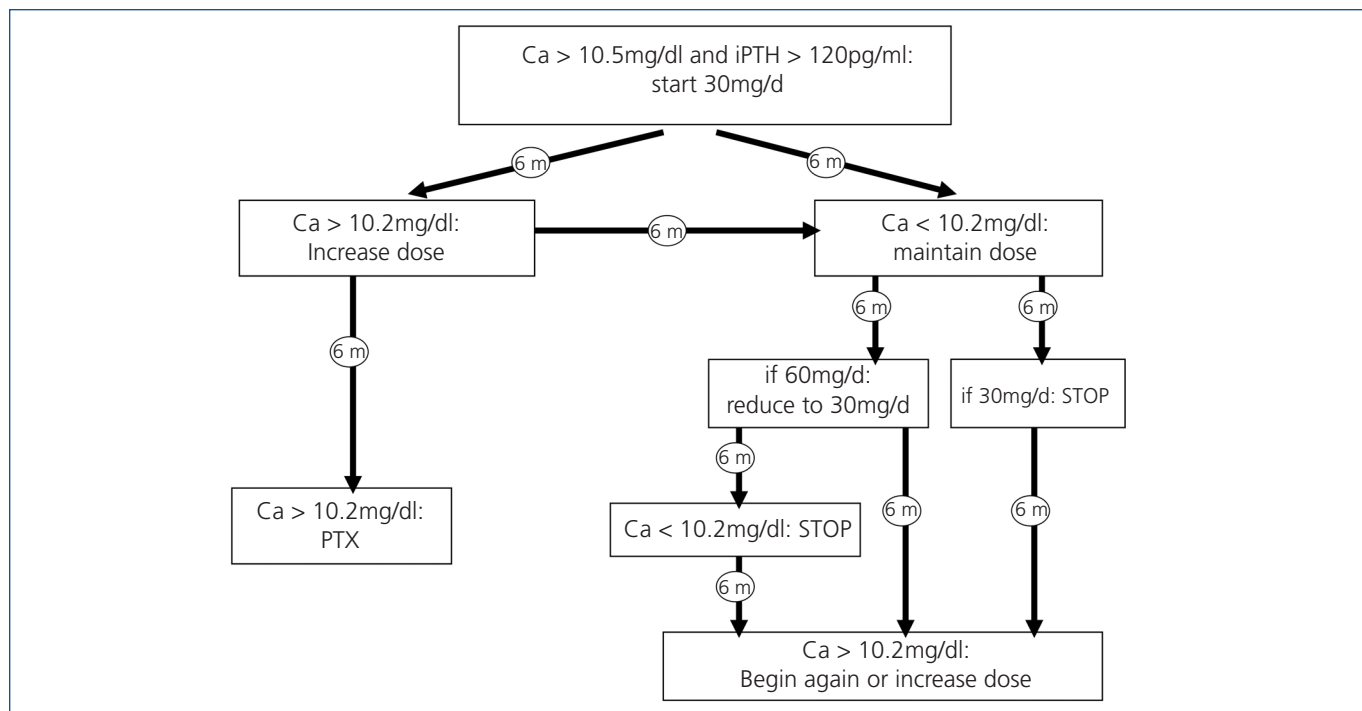 Ca > 10.5mg/dl and iPTH > 120pg/ml:
start 30mg/d
6 m
6 m
Ca > 10.2mg/dl:
Increase dose
6 m
Ca < 10.2mg/dl:
maintain dose
6 m
6 m
6 m
if 60mg/d:
reduce to 30mg/d
if 30mg/d: STOP
6 m
Ca > 10.2mg/dl:
PTX
Ca < 10.2mg/dl: STOP
6 m
6 m
6 m
Ca > 10.2mg/dl:
Begin again or increase dose